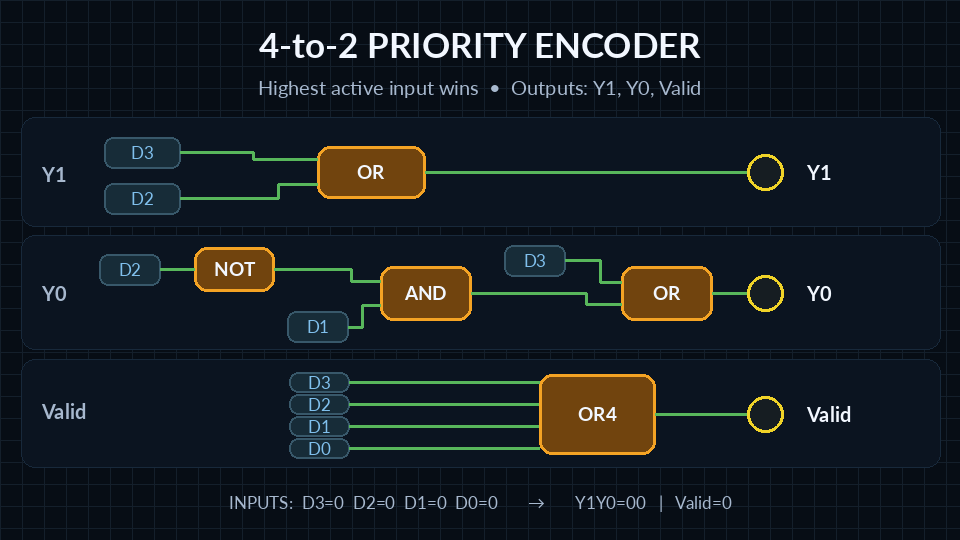 4-to-2 PRIORITY ENCODER
Highest active input wins • Outputs: Y1, Y0, Valid
Y1
D3
D2
OR
Y1
Y0
D2
NOT
D1
AND
D3
OR
Y0
Valid
D3
D2
D1
D0
OR4
Valid
INPUTS: D3=0 D2=0 D1=0 D0=0 → Y1Y0=00 | Valid=0